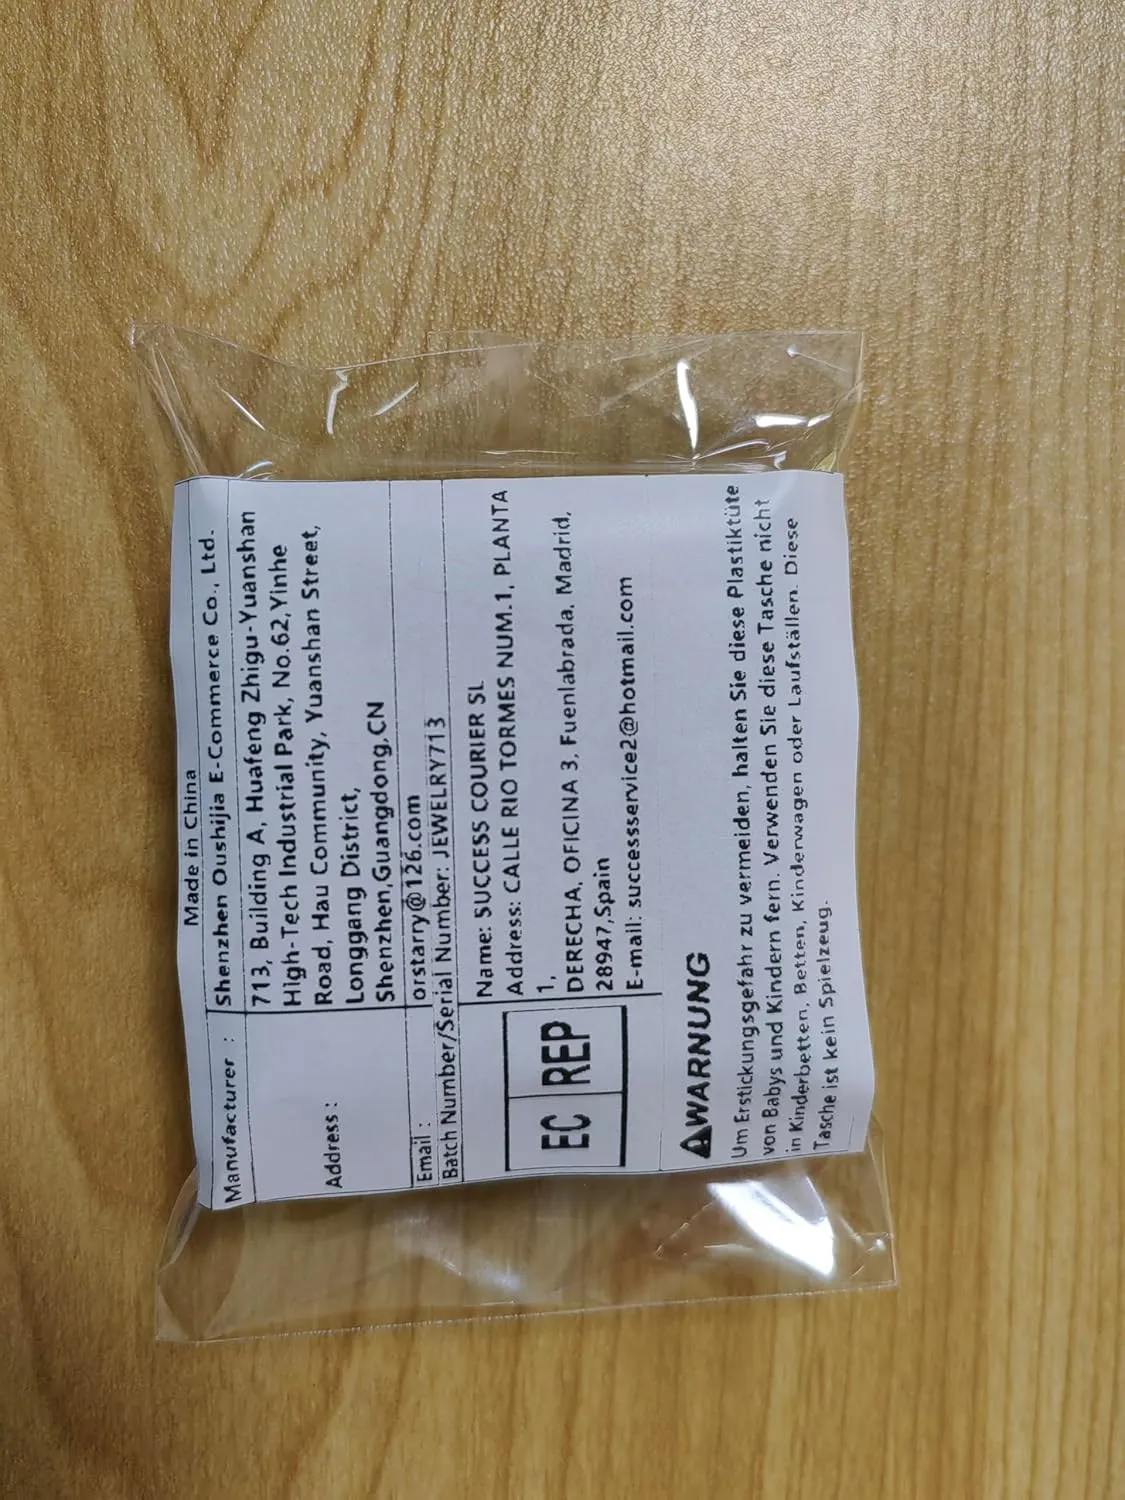 Made in China
Manufacturer : Shenzhen Oushijia E-Commerce Co., Ltd.
Address : 713, Building A, Huafeng Zhigu-Yuanshan
High-Tech Industrial Park, No.62,Yinhe
Road, Hau Community, Yuanshan Street,
Longgang District,
Shenzhen,Guangdong,CN
Email : orstarry@126.com
Batch Number/Serial Number: JEWELRY713
EC REP
Name: SUCCESS COURIER SL
Address: CALLE RIO TORMES NUM.1, PLANTA
1,
DERECHA, OFICINA 3, Fuenlabrada, Madrid,
28947,Spain
E-mail: successservice2@hotmail.com
⚠WARNUNG
Um Erstickungsgefahr zu vermeiden, halten Sie diese Plastiktüte
von Babys und Kindern fern. Verwenden Sie diese Tasche nicht
in Kinderbetten, Betten, Kinderwagen oder Laufställen. Diese
Tasche ist kein Spielzeug.